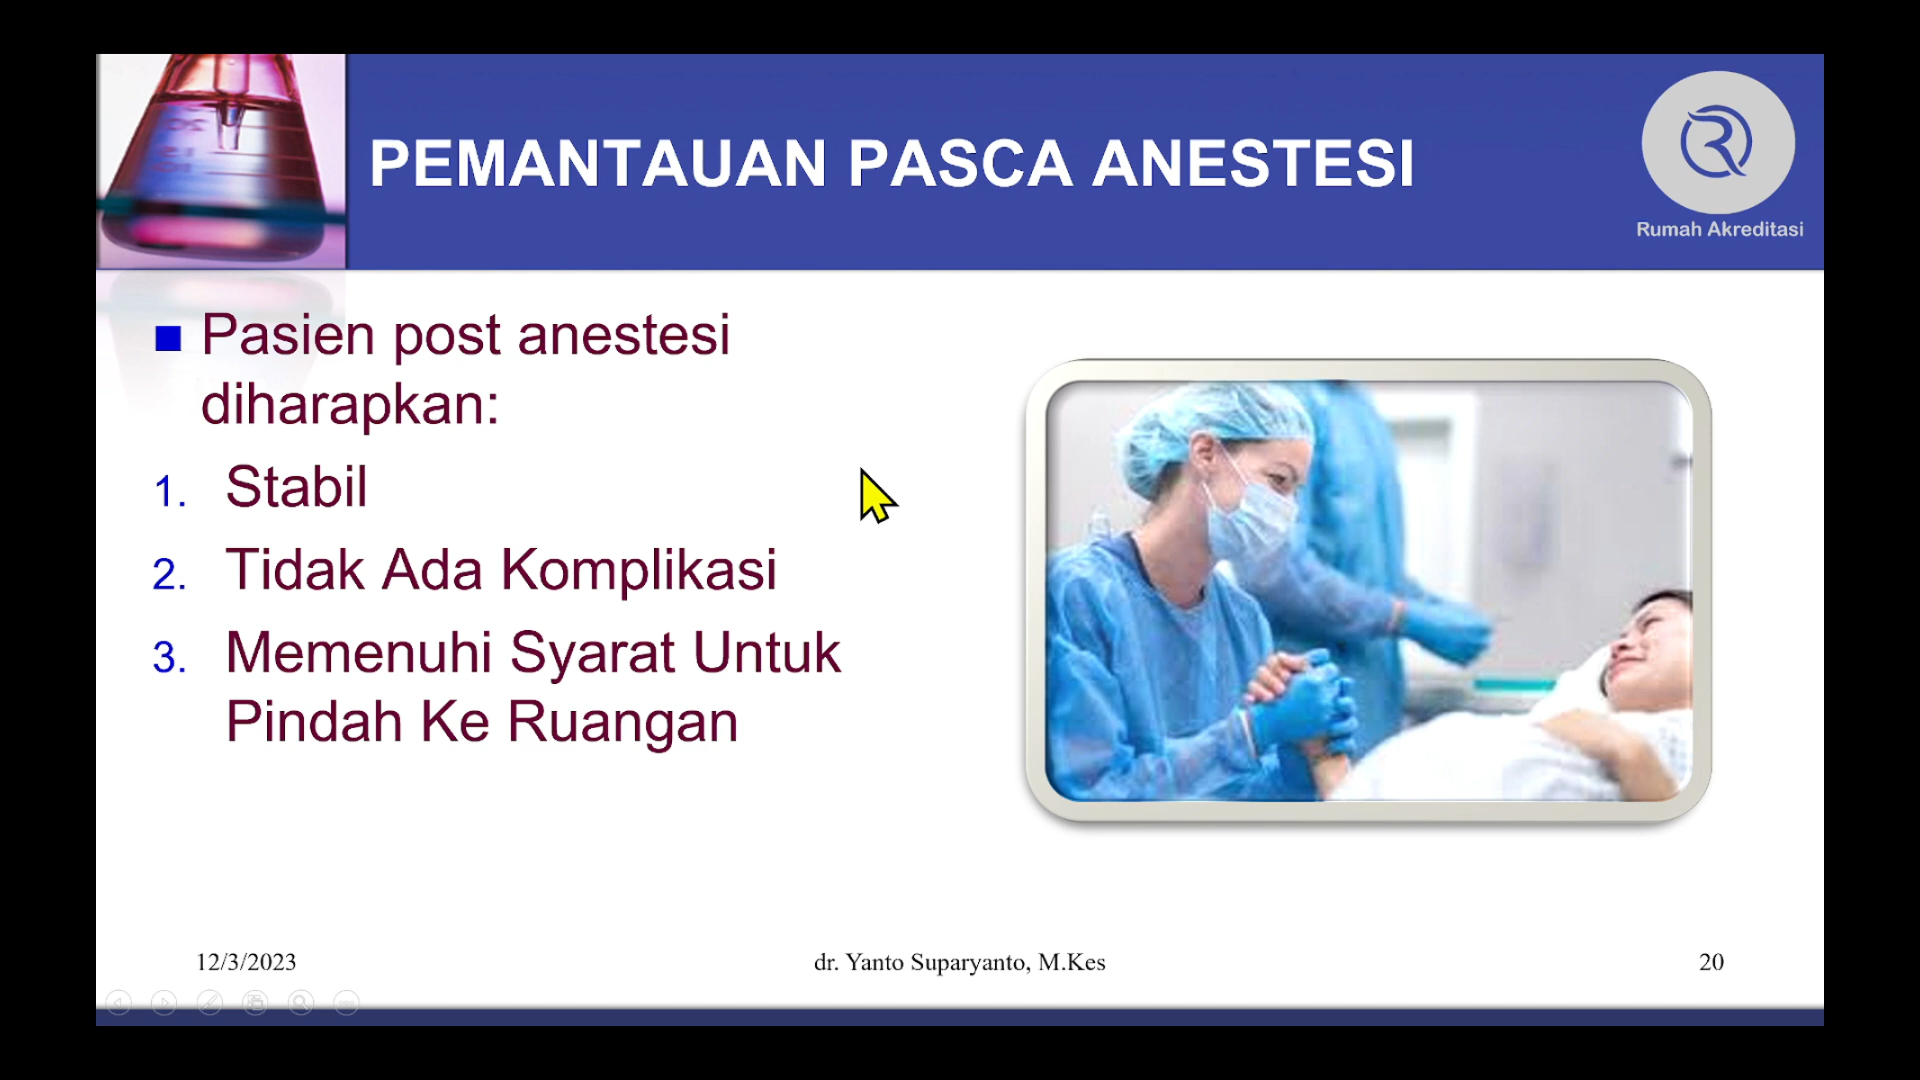 PEMANTAUAN PASCA ANESTESI
Rumah Akreditasi
■ Pasien post anestesi
diharapkan:
1. Stabil
2. Tidak Ada Komplikasi
3. Memenuhi Syarat Untuk
Pindah Ke Ruangan
12/3/2023
dr. Yanto Suparyanto, M.Kes
20